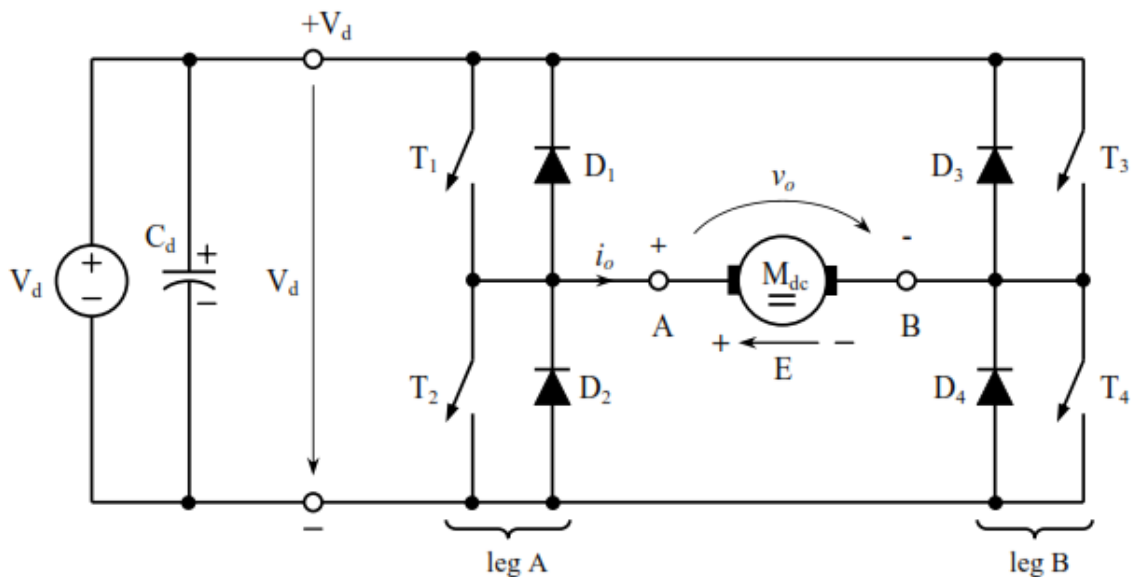 +V_d
T_1
D_1
D_3
T_3
v_o
C_d
+
−
V_d
+
−
V_d
i_o
+
-
M_dc
A
B
+
−
E
T_2
D_2
D_4
T_4
−
leg A
leg B